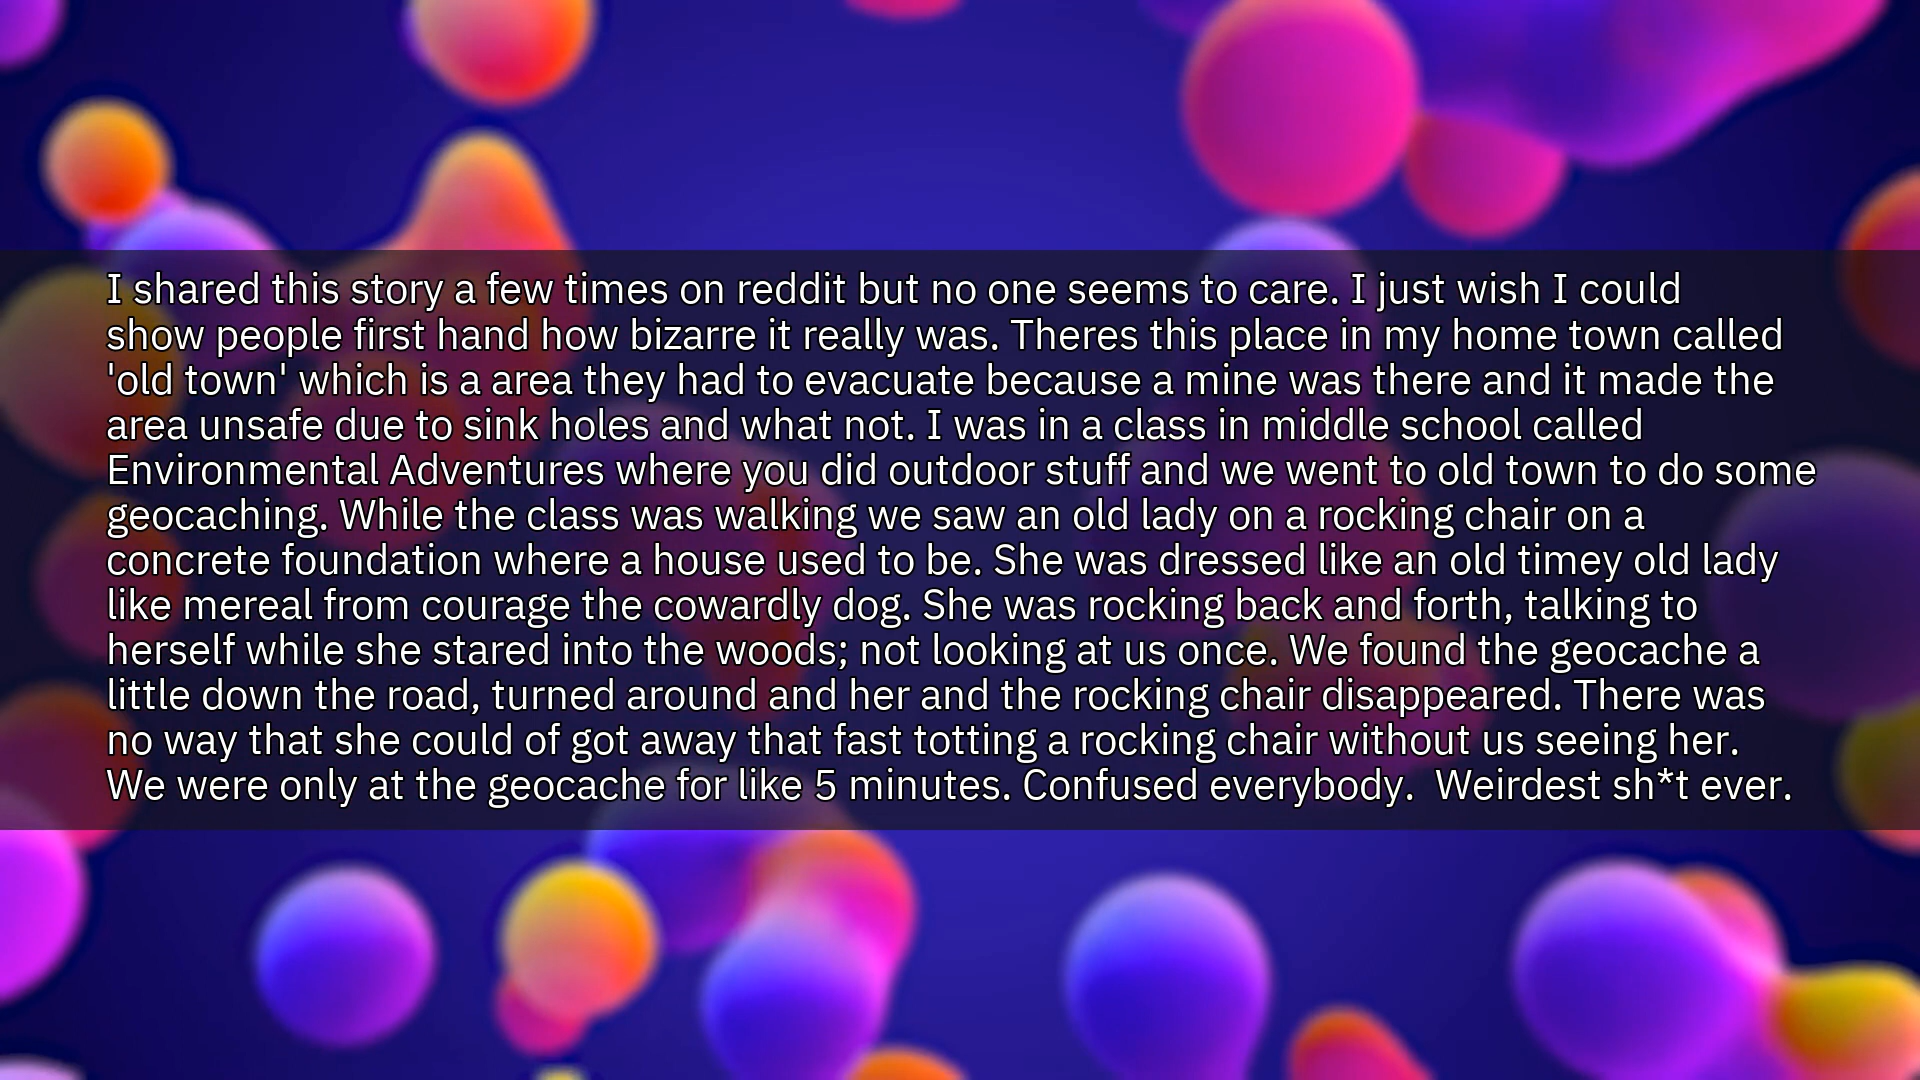 I shared this story a few times on reddit but no one seems to care. I just wish I could
show people first hand how bizarre it really was. Theres this place in my home town called
'old town' which is a area they had to evacuate because a mine was there and it made the
area unsafe due to sink holes and what not. I was in a class in middle school called
Environmental Adventures where you did outdoor stuff and we went to old town to do some
geocaching. While the class was walking we saw an old lady on a rocking chair on a
concrete foundation where a house used to be. She was dressed like an old timey old lady
like mereal from courage the cowardly dog. She was rocking back and forth, talking to
herself while she stared into the woods; not looking at us once. We found the geocache a
little down the road, turned around and her and the rocking chair disappeared. There was
no way that she could of got away that fast totting a rocking chair without us seeing her.
We were only at the geocache for like 5 minutes. Confused everybody.  Weirdest sh*t ever.